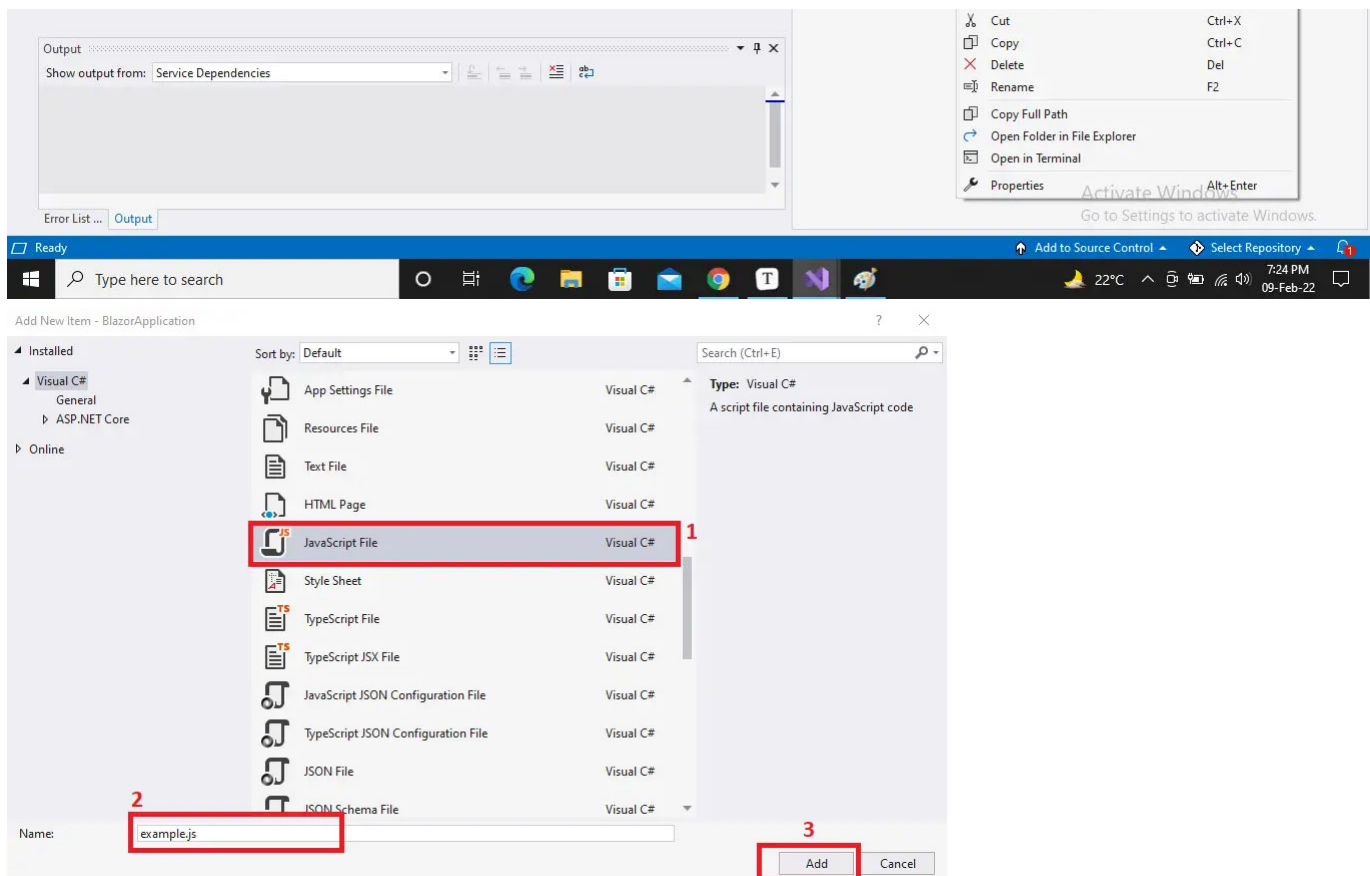 Cut Ctrl+X
Output
Copy Ctrl+C
Show output from: Service Dependencies
Delete Del
Rename F2
Copy Full Path
Open Folder in File Explorer
Open in Terminal
Properties Alt+Enter
Activate Windows
Go to Settings to activate Windows.
Error List ... Output
Ready Add to Source Control Select Repository 1
Type here to search T 22°C 7:24 PM
09-Feb-22
Add New Item - BlazorApplication ?
Installed Sort by: Default Search (Ctrl+E)
Visual C#
General
ASP.NET Core
Online
App Settings File Visual C#
Resources File Visual C#
Text File Visual C#
HTML Page Visual C#
JS JavaScript File Visual C# 1
Style Sheet Visual C#
TS TypeScript File Visual C#
TS TypeScript JSX File Visual C#
JavaScript JSON Configuration File Visual C#
TypeScript JSON Configuration File Visual C#
JSON File Visual C#
JSON Schema File Visual C#
Type: Visual C#
A script file containing JavaScript code
2
Name: example.js
3
Add Cancel